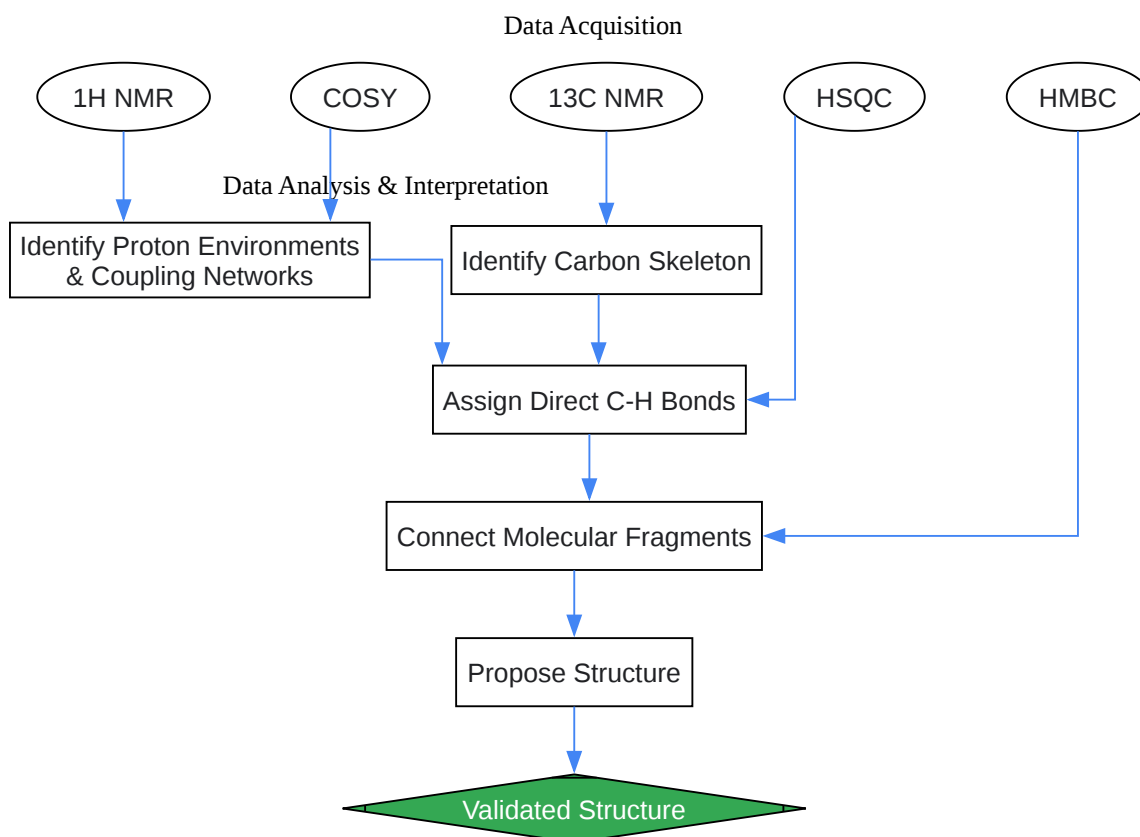 Data Acquisition
1H NMR
COSY
13C NMR
HSQC
HMBC
Data Analysis & Interpretation
Identify Proton Environments
& Coupling Networks
Identify Carbon Skeleton
Assign Direct C-H Bonds
Connect Molecular Fragments
Propose Structure
Validated Structure